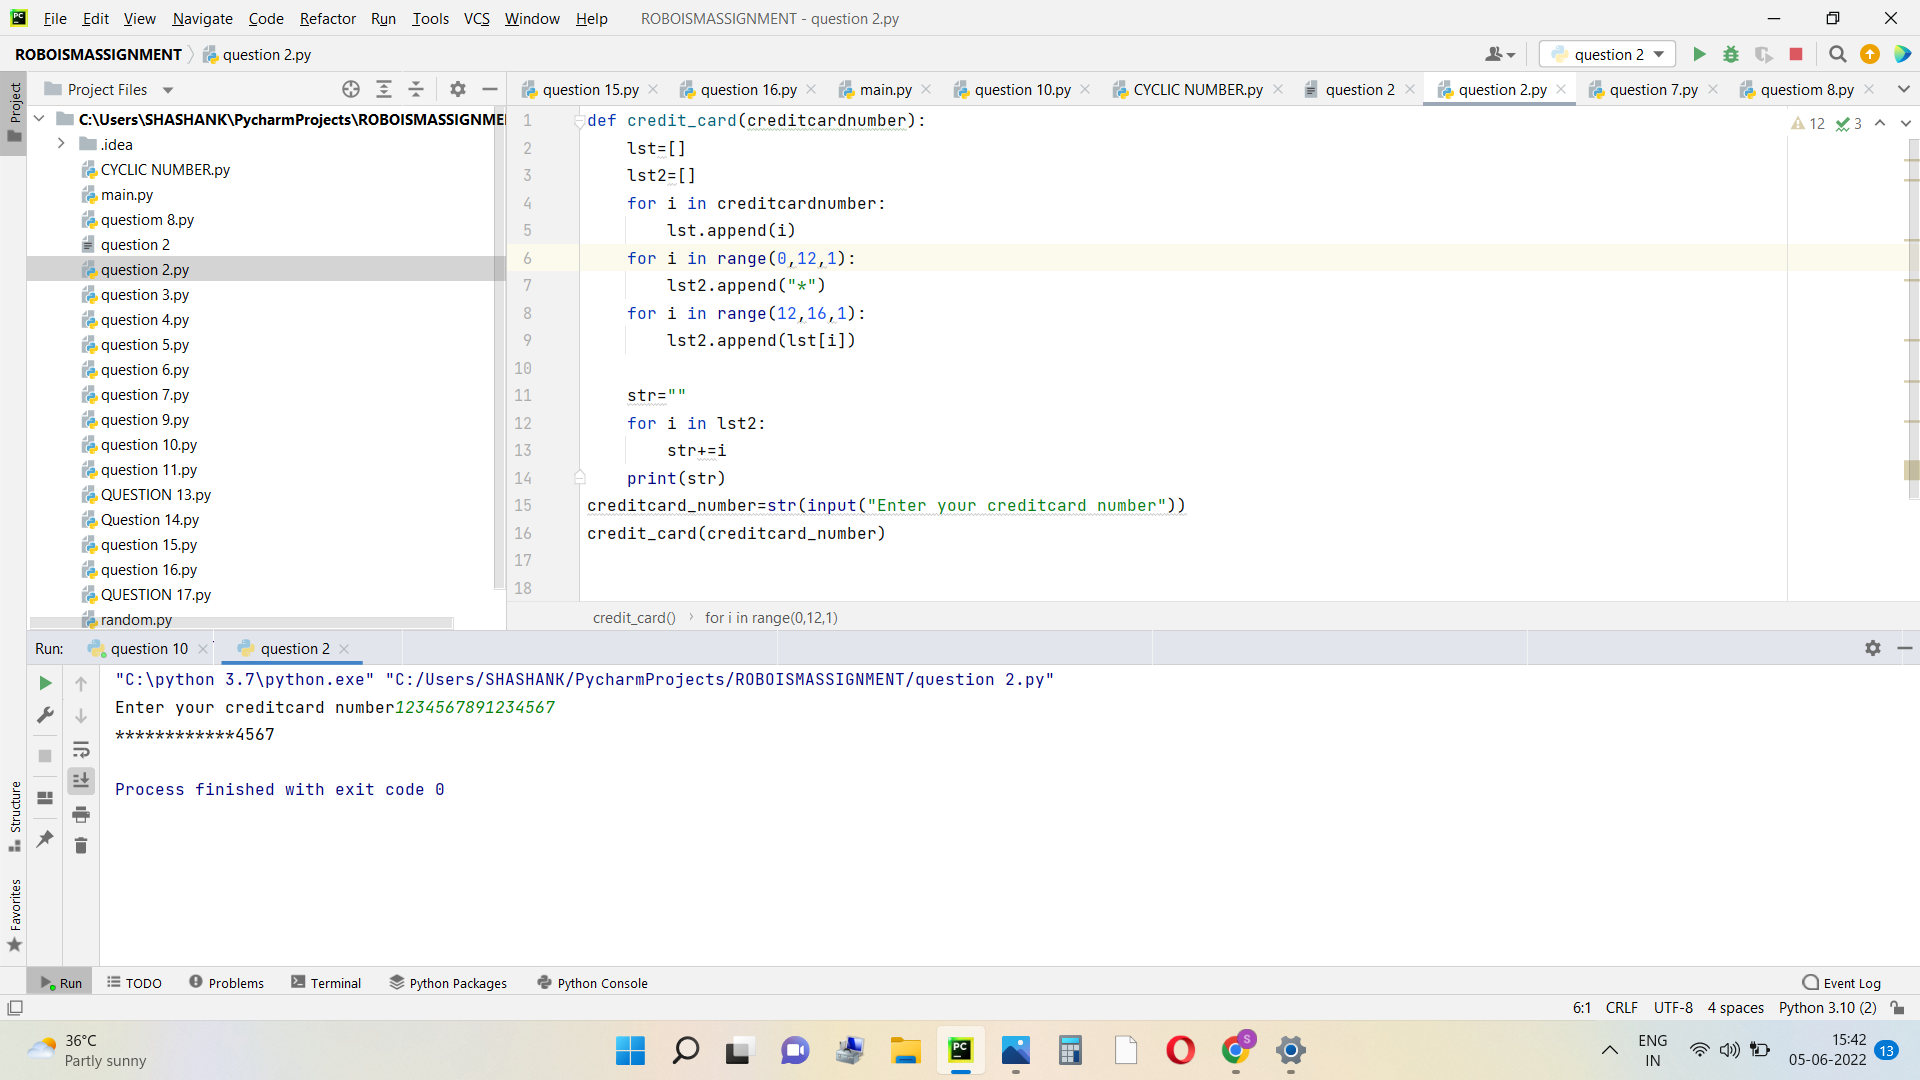 File Edit View Navigate Code Refactor Run Tools VCS Window Help ROBOISMASSIGNMENT - question 2.py
ROBOISMASSIGNMENT question 2.py question 2
Project
Project Files
question 15.py question 16.py main.py question 10.py CYCLIC NUMBER.py question 2 question 2.py question 7.py questiom 8.py
C:\Users\SHASHANK\PycharmProjects\ROBOISMASSIGNME
.idea
CYCLIC NUMBER.py
main.py
questiom 8.py
question 2
question 2.py
question 3.py
question 4.py
question 5.py
question 6.py
question 7.py
question 9.py
question 10.py
question 11.py
QUESTION 13.py
Question 14.py
question 15.py
question 16.py
QUESTION 17.py
random.py
12 3
1 def credit_card(creditcardnumber):
2 lst=[]
3 lst2=[]
4 for i in creditcardnumber:
5 lst.append(i)
6 for i in range(0,12,1):
7 lst2.append("*")
8 for i in range(12,16,1):
9 lst2.append(lst[i])
10
11 str=""
12 for i in lst2:
13 str+=i
14 print(str)
15 creditcard_number=str(input("Enter your creditcard number"))
16 credit_card(creditcard_number)
17
18
credit_card() for i in range(0,12,1)
Run: question 10 question 2
"C:\python 3.7\python.exe" "C:/Users/SHASHANK/PycharmProjects/ROBOISMASSIGNMENT/question 2.py"
Enter your creditcard number1234567891234567
************4567
Process finished with exit code 0
Structure
Favorites
Run TODO Problems Terminal Python Packages Python Console Event Log
6:1 CRLF UTF-8 4 spaces Python 3.10 (2)
36°C
Partly sunny
PC
S
ENG
IN
15:42
05-06-2022
13